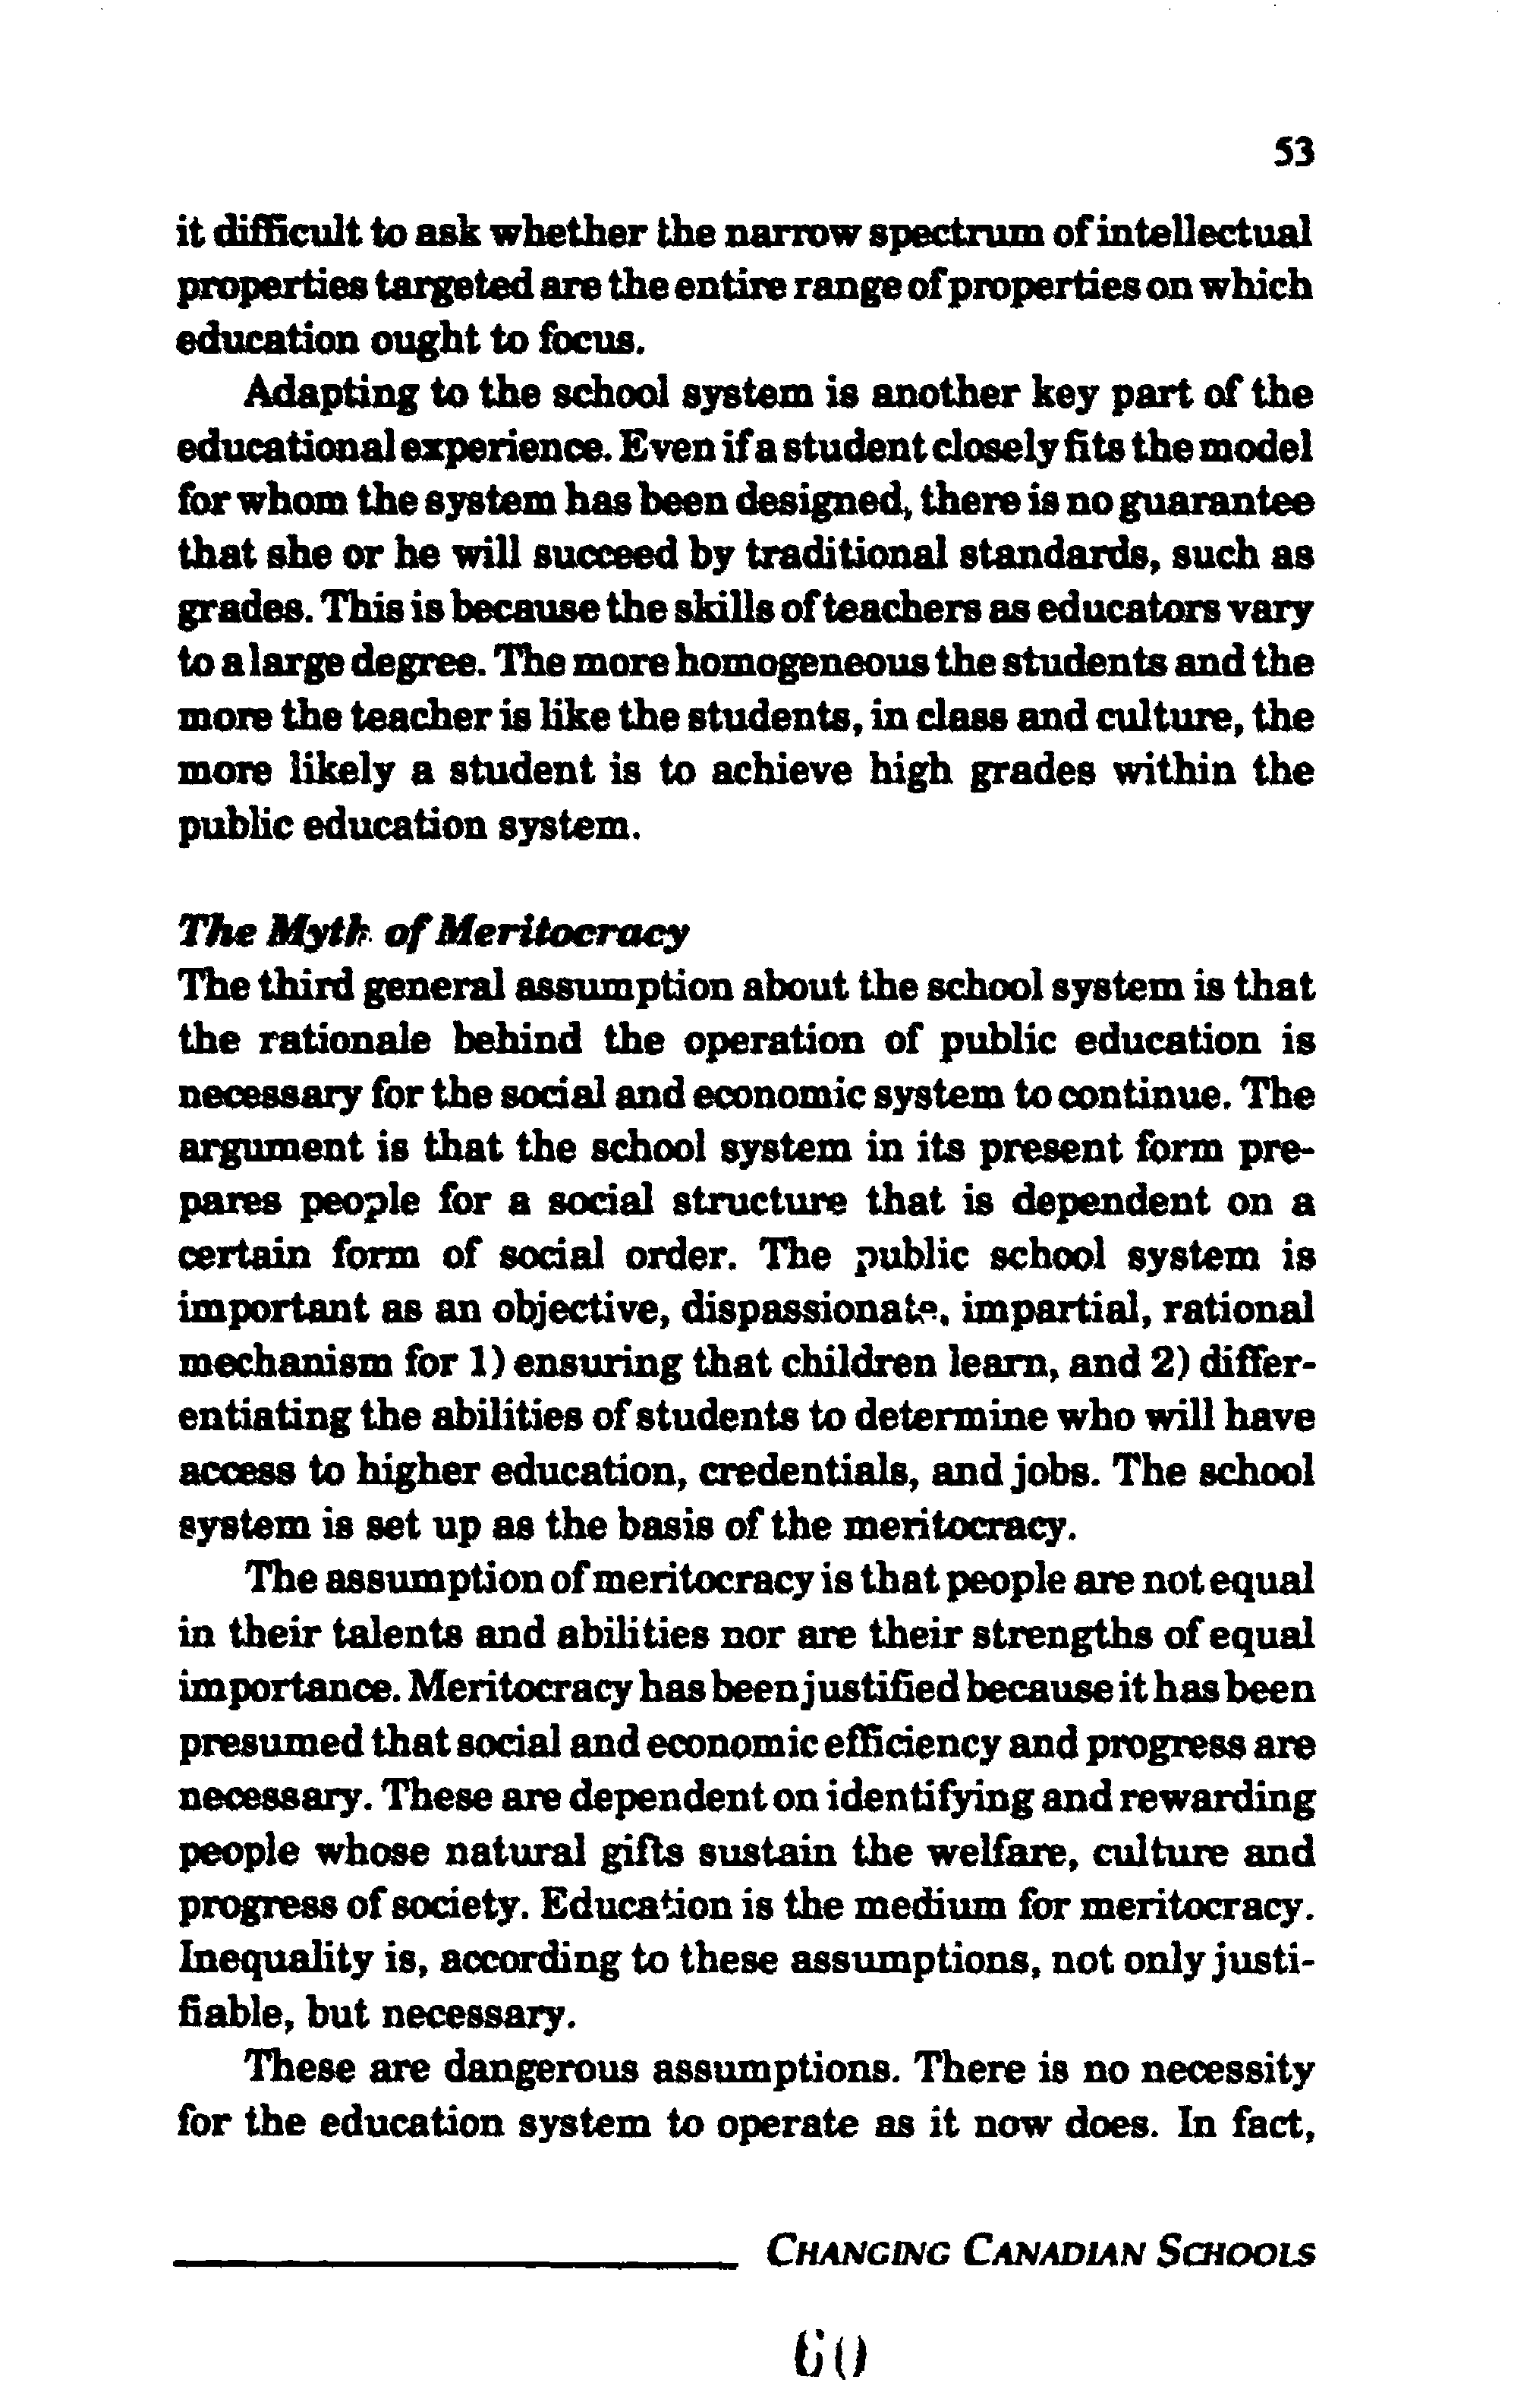 53
it difficult to ask whether the narrow spectrum of intellectual
properties targeted are the entire range of properties on which
education ought to focus.
Adapting to the school system is another key part of the
educational experience. Even if a student closely fits the model
for whom the system has been designed, there is no guarantee
that she or he will succeed by traditional standards, such as
grades. This is because the skills of teachers as educators vary
to a large degree. The more homogeneous the students and the
more the teacher is like the students, in class and culture, the
more likely a student is to achieve high grades within the
public education system.
The Myth of Meritocracy
The third general assumption about the school system is that
the rationale behind the operation of public education is
necessary for the social and economic system to continue. The
argument is that the school system in its present form pre-
pares people for a social structure that is dependent on a
certain form of social order. The public school system is
important as an objective, dispassionate, impartial, rational
mechanism for 1) ensuring that children learn, and 2) differ-
entiating the abilities of students to determine who will have
access to higher education, credentials, and jobs. The school
system is set up as the basis of the meritocracy.
The assumption of meritocracy is that people are not equal
in their talents and abilities nor are their strengths of equal
importance. Meritocracy has been justified because it has been
presumed that social and economic efficiency and progress are
necessary. These are dependent on identifying and rewarding
people whose natural gifts sustain the welfare, culture and
progress of society. Education is the medium for meritocracy.
Inequality is, according to these assumptions, not only justi-
fiable, but necessary.
These are dangerous assumptions. There is no necessity
for the education system to operate as it now does. In fact,
CHANGING CANADIAN SCHOOLS
60